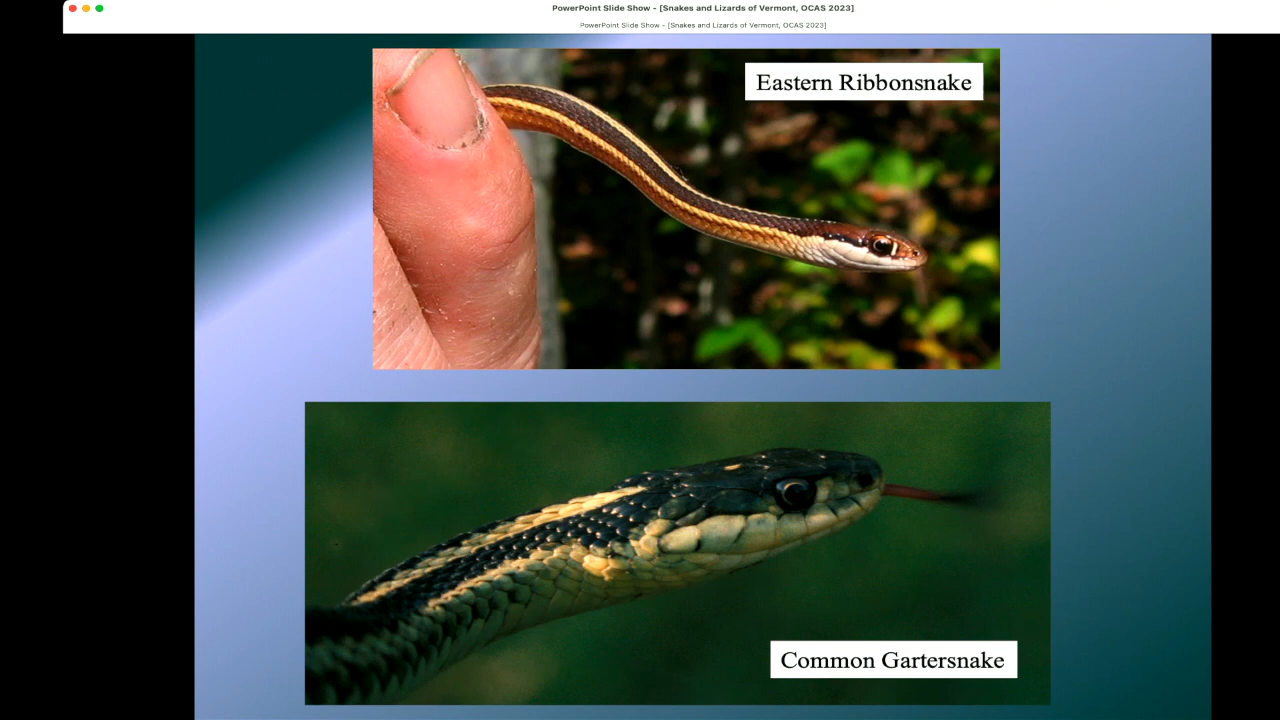 PowerPoint Slide Show - [Snakes and Lizards of Vermont, OCAS 2023]
PowerPoint Slide Show - [Snakes and Lizards of Vermont, OCAS 2023]
Eastern Ribbonsnake
Common Gartersnake